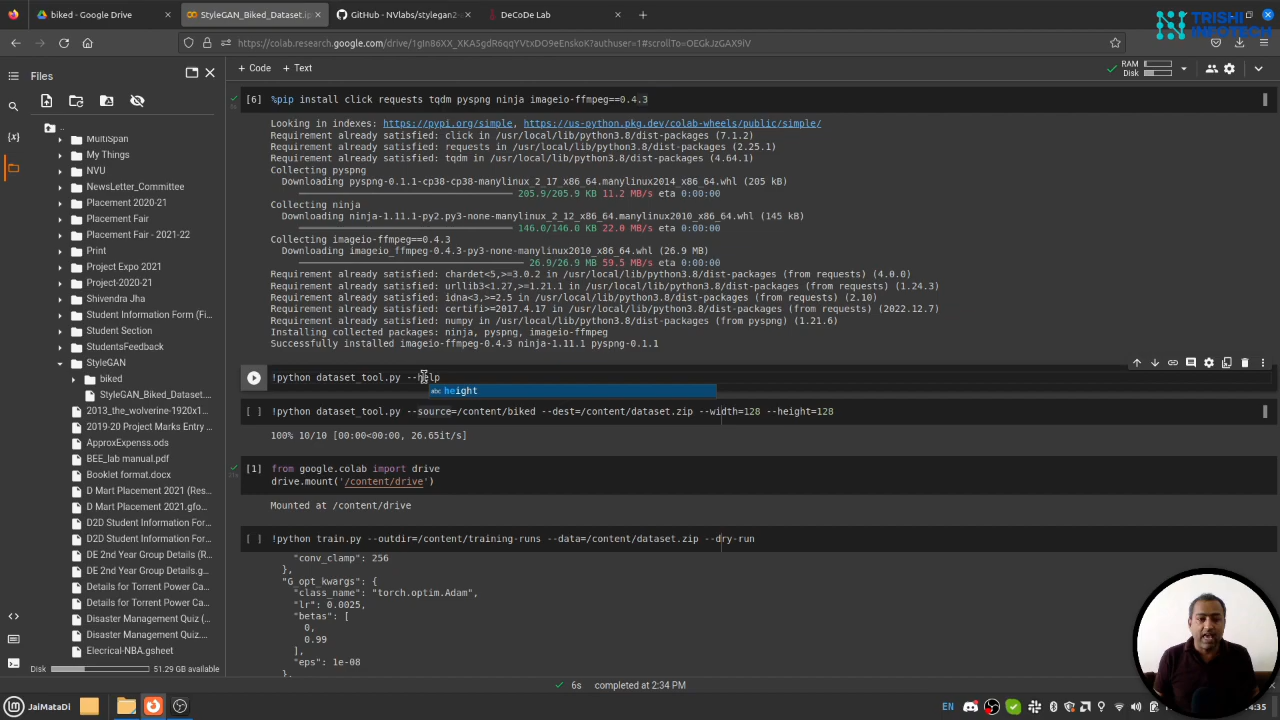 biked - Google Drive
StyleGAN_Biked_Dataset.ip
GitHub - NVlabs/stylegan2
DeCoDe Lab
TRISHI
INFOTECH
Files
+ Code
+ Text
RAM
Disk
..
MultiSpan
My Things
NVU
NewsLetter_Committee
Placement 2020-21
Placement Fair
Placement Fair - 2021-22
Print
Project Expo 2021
Project-2020-21
Shivendra Jha
Student Information Form (Fi...
Student Section
StudentsFeedback
StyleGAN
biked
StyleGAN_Biked_Dataset....
2013_the_wolverine-1920x1...
2019-20 Project Marks Entry ...
ApproxExpenss.ods
BEE_lab manual.pdf
Booklet format.docx
D Mart Placement 2021 (Res...
D Mart Placement 2021.gfo...
D2D Student Information For...
D2D Student Information For...
DE 2nd Year Group Details (...
DE 2nd Year Group Details.g...
Details for Torrent Power Ca...
Details for Torrent Power Ca...
Disaster Management Quiz (...
Disaster Management Quiz....
Elecrical-NBA.gsheet
Disk
51.29 GB available
[6] %pip install click requests tqdm pyspng ninja imageio-ffmpeg==0.4.3
Looking in indexes: https://pypi.org/simple, https://us-python.pkg.dev/colab-wheels/public/simple/
Requirement already satisfied: click in /usr/local/lib/python3.8/dist-packages (7.1.2)
Requirement already satisfied: requests in /usr/local/lib/python3.8/dist-packages (2.25.1)
Requirement already satisfied: tqdm in /usr/local/lib/python3.8/dist-packages (4.64.1)
Collecting pyspng
Downloading pyspng-0.1.1-cp38-cp38-manylinux_2_17_x86_64.manylinux2014_x86_64.whl (205 kB)
205.9/205.9 KB 11.2 MB/s eta 0:00:00
Collecting ninja
Downloading ninja-1.11.1-py2.py3-none-manylinux_2_12_x86_64.manylinux2010_x86_64.whl (145 kB)
146.0/146.0 KB 22.0 MB/s eta 0:00:00
Collecting imageio-ffmpeg==0.4.3
Downloading imageio_ffmpeg-0.4.3-py3-none-manylinux2010_x86_64.whl (26.9 MB)
26.9/26.9 MB 59.5 MB/s eta 0:00:00
Requirement already satisfied: chardet<5,>=3.0.2 in /usr/local/lib/python3.8/dist-packages (from requests) (4.0.0)
Requirement already satisfied: urllib3<1.27,>=1.21.1 in /usr/local/lib/python3.8/dist-packages (from requests) (1.24.3)
Requirement already satisfied: idna<3,>=2.5 in /usr/local/lib/python3.8/dist-packages (from requests) (2.10)
Requirement already satisfied: certifi>=2017.4.17 in /usr/local/lib/python3.8/dist-packages (from requests) (2022.12.7)
Requirement already satisfied: numpy in /usr/local/lib/python3.8/dist-packages (from pyspng) (1.21.6)
Installing collected packages: ninja, pyspng, imageio-ffmpeg
Successfully installed imageio-ffmpeg-0.4.3 ninja-1.11.1 pyspng-0.1.1
!python dataset_tool.py --help
abc height
[ ] !python dataset_tool.py --source=/content/biked --dest=/content/dataset.zip --width=128 --height=128
100% 10/10 [00:00<00:00, 26.65it/s]
[1] from google.colab import drive
drive.mount('/content/drive')
Mounted at /content/drive
[ ] !python train.py --outdir=/content/training-runs --data=/content/dataset.zip --dry-run
"conv_clamp": 256
},
"G_opt_kwargs": {
"class_name": "torch.optim.Adam",
"lr": 0.0025,
"betas": [
0,
0.99
],
"eps": 1e-08
},
6s completed at 2:34 PM
JaiMataDi
EN